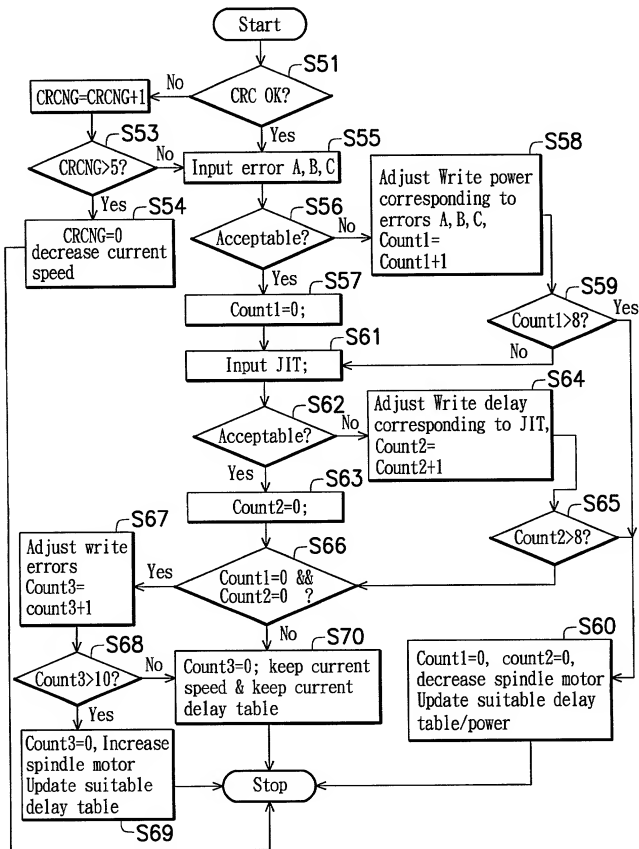 Start
S51
CRC OK?
No
CRCNG=CRCNG+1
Yes
S53
CRCNG>5?
No
S55
Input error A,B,C
Yes
S54
CRCNG=0
decrease current
speed
S56
Acceptable?
No
S58
Adjust Write power
corresponding to
errors A,B,C,
Count1=
Count1+1
Yes
S57
Count1=0;
S59
Count1>8?
Yes
No
S61
Input JIT;
S62
Acceptable?
No
S64
Adjust Write delay
corresponding to JIT,
Count2=
Count2+1
Yes
S63
Count2=0;
S65
Count2>8?
S66
Count1=0 &&
Count2=0 ?
Yes
S67
Adjust write
errors
Count3=
count3+1
No
S68
Count3>10?
No
S70
Count3=0; keep current
speed & keep current
delay table
S60
Count1=0, count2=0,
decrease spindle motor
Update suitable delay
table/power
Yes
Count3=0, Increase
spindle motor
Update suitable
delay table
S69
Stop